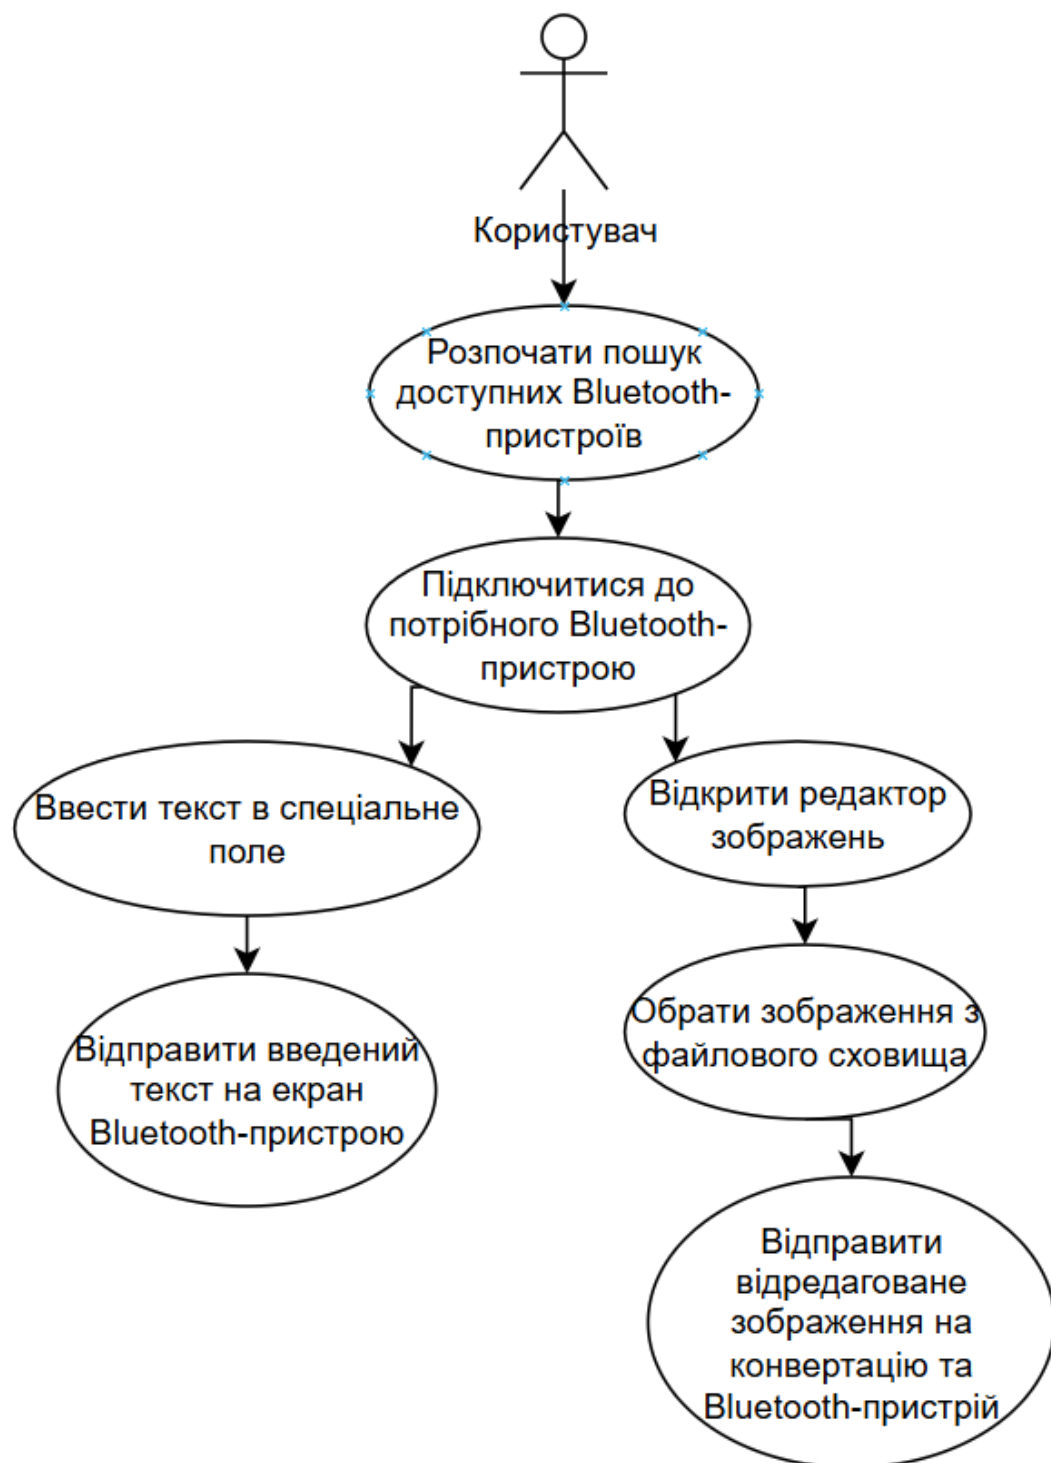 Користувач
Розпочати пошук
доступних Bluetooth-
пристроїв
Підключитися до
потрібного Bluetooth-
пристрою
Ввести текст в спеціальне
поле
Відкрити редактор
зображень
Відправити введений
текст на екран
Bluetooth-пристрою
Обрати зображення з
файлового сховища
Відправити
відредаговане
зображення на
конвертацію та
Bluetooth-пристрій